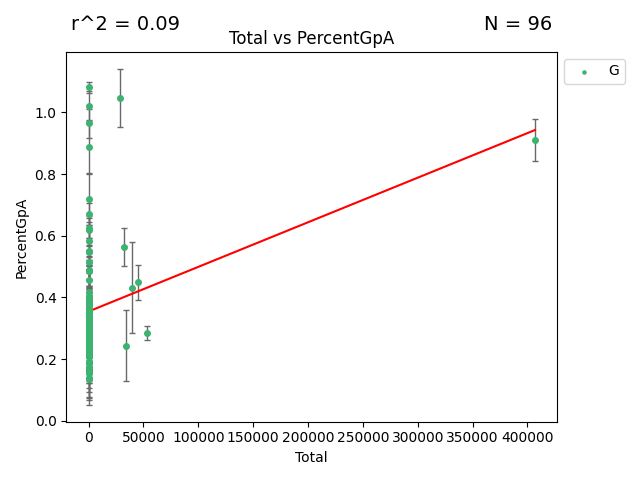 r^2 = 0.09
N = 96
Total vs PercentGpA
G
PercentGpA
1.0
0.8
0.6
0.4
0.2
0.0
0 50000 100000 150000 200000 250000 300000 350000 400000
Total